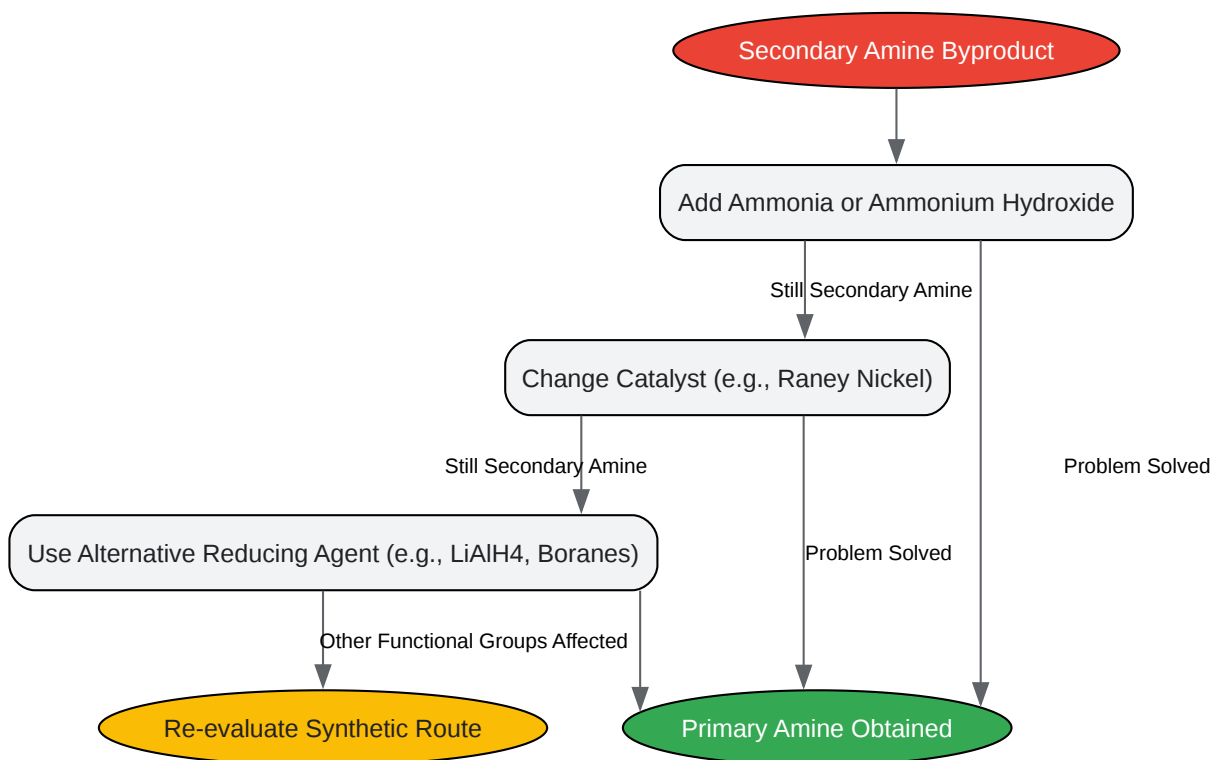 Secondary Amine Byproduct
Add Ammonia or Ammonium Hydroxide
Still Secondary Amine
Change Catalyst (e.g., Raney Nickel)
Still Secondary Amine
Problem Solved
Use Alternative Reducing Agent (e.g., LiAlH4, Boranes)
Problem Solved
Other Functional Groups Affected
Re-evaluate Synthetic Route
Primary Amine Obtained